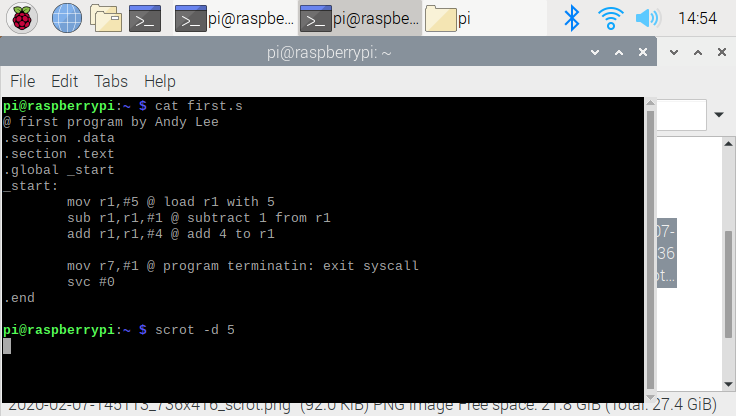 pi@raspbe... pi@raspbe... pi 14:54
pi@raspberrypi: ~
File Edit Tabs Help
pi@raspberrypi:~ $ cat first.s
@ first program by Andy Lee
.section .data
.section .text
.global _start
_start:
mov r1,#5 @ load r1 with 5
sub r1,r1,#1 @ subtract 1 from r1
add r1,r1,#4 @ add 4 to r1
mov r7,#1 @ program terminatin: exit syscall
svc #0
.end
pi@raspberrypi:~ $ scrot -d 5
07-
36
ot...
2020-02-07-145113_736x416_scrot.png" (92.0 KiB) PNG image Free space: 21.8 GiB (Total: 27.4 GiB)